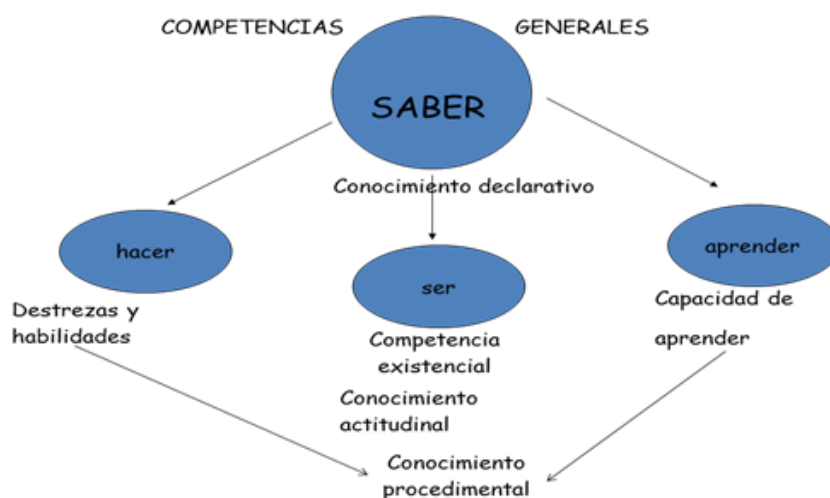 COMPETENCIAS GENERALES
SABER
Conocimiento declarativo
hacer
ser
aprender
Destrezas y
habilidades
Competencia
existencial
Capacidad de
aprender
Conocimiento
actitudinal
Conocimiento
procedimental